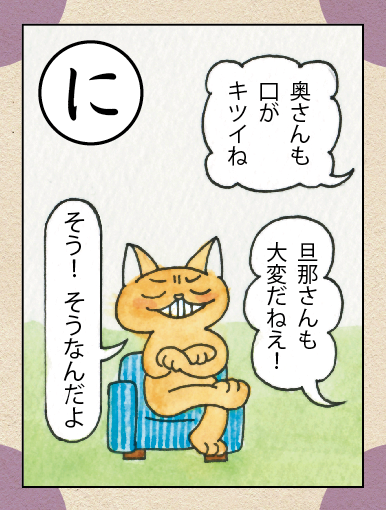 に
奥さんも
口が
キツイね
旦那さんも
大変だねえ！
そう！そうなんだよ